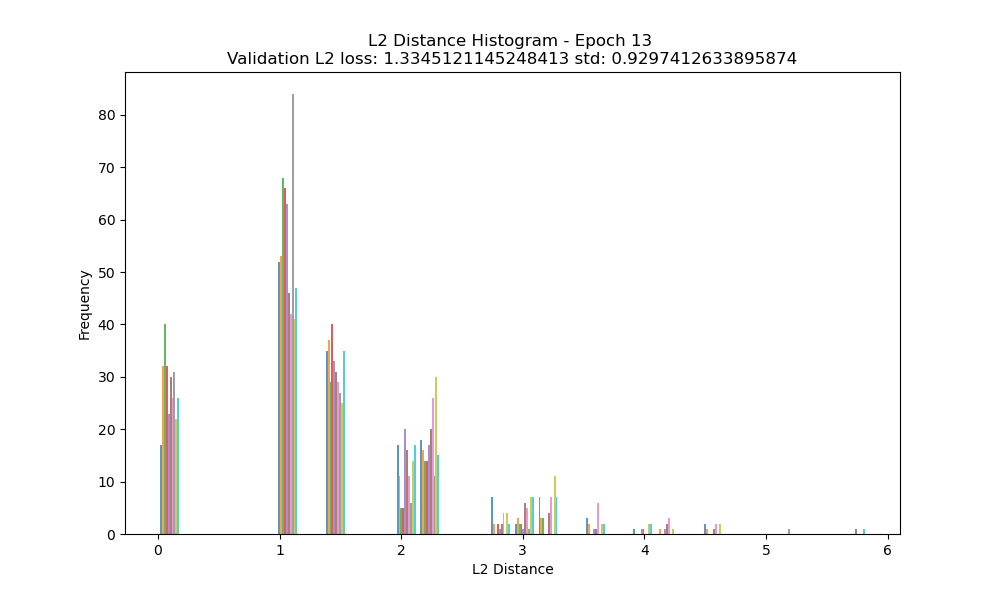 L2 Distance Histogram - Epoch 13
Validation L2 loss: 1.3345121145248413 std: 0.9297412633895874
Frequency
80
70
60
50
40
30
20
10
0
0 1 2 3 4 5 6
L2 Distance